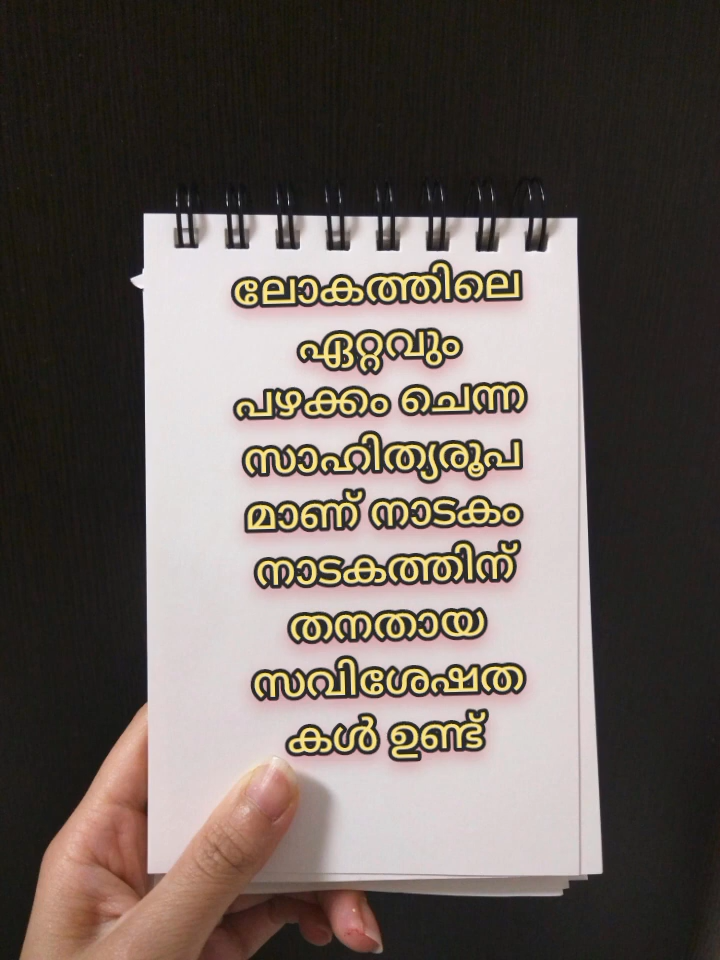 ലോകത്തിലെ
ഏറ്റവും
പഴക്കം ചെന്ന
സാഹിത്യരൂപ
മാണ് നാടകം
നാടകത്തിന്
തനതായ
സവിശേഷത
കൾ ഉണ്ട്